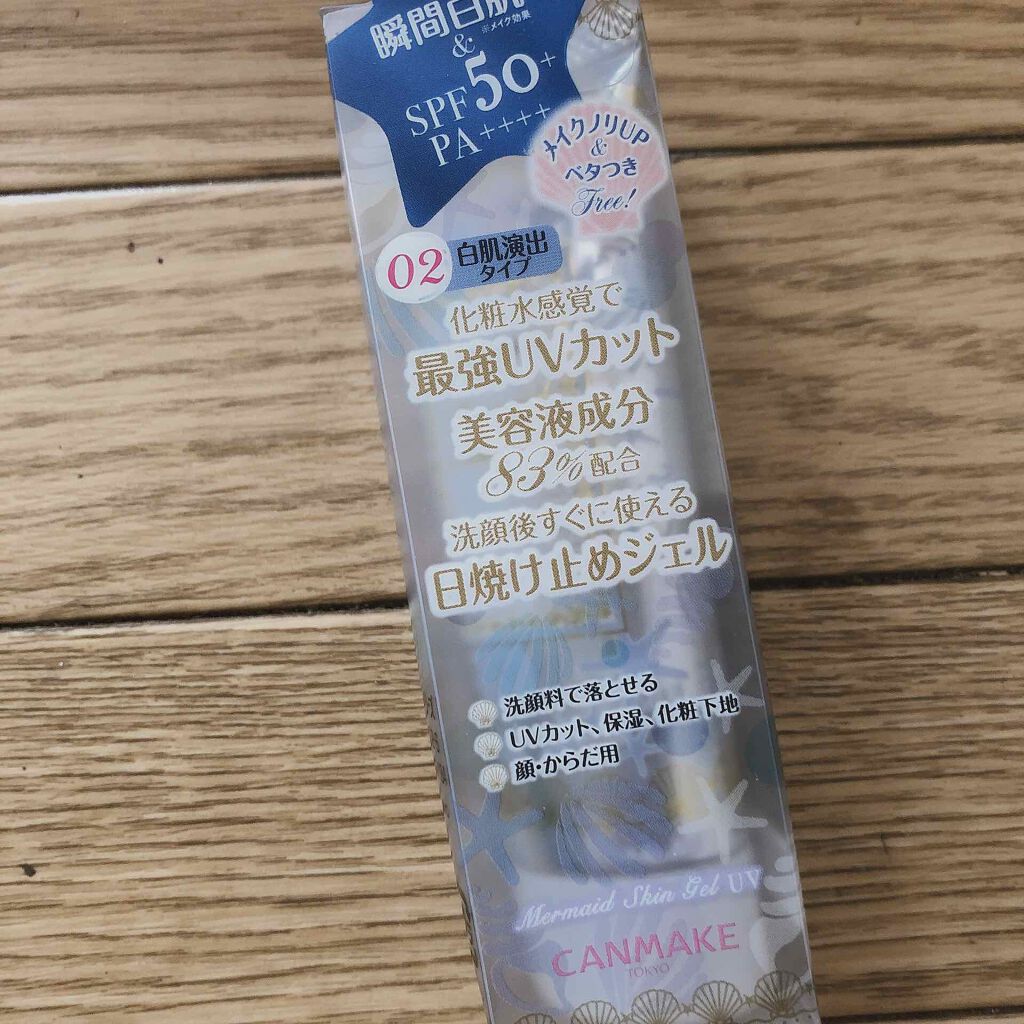 瞬間白肌
※メイク効果
&
SPF50+
PA++++
メイクノリUP
&
ベタつき
Free!
02
白肌演出
タイプ
化粧水感覚で
最強UVカット
美容液成分
83%配合
洗顔後すぐに使える
日焼け止めジェル
洗顔料で落とせる
UVカット、保湿、化粧下地
顔・からだ用
Mermaid Skin Gel UV
CANMAKE
TOKYO